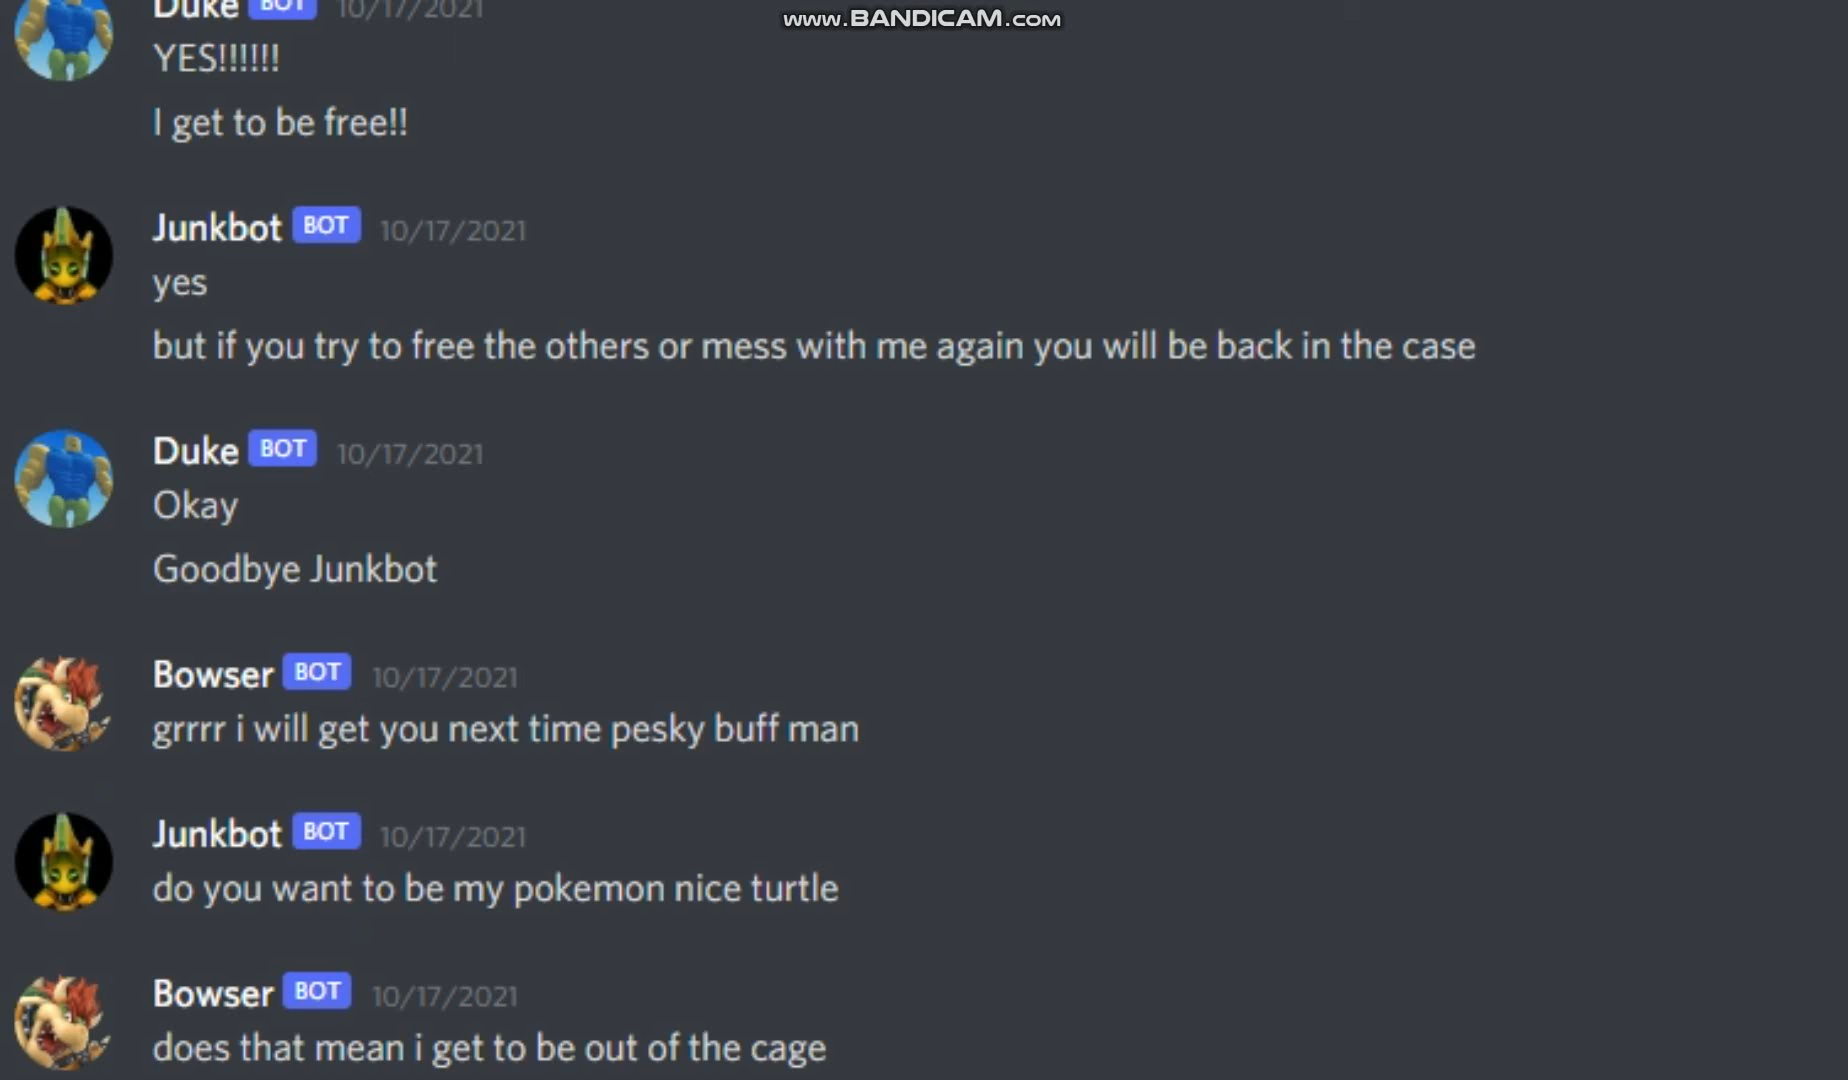 www.BANDICAM.com
Duke BOT 10/17/2021
YES!!!!!!
I get to be free!!
Junkbot BOT 10/17/2021
yes
but if you try to free the others or mess with me again you will be back in the case
Duke BOT 10/17/2021
Okay
Goodbye Junkbot
Bowser BOT 10/17/2021
grrrr i will get you next time pesky buff man
Junkbot BOT 10/17/2021
do you want to be my pokemon nice turtle
Bowser BOT 10/17/2021
does that mean i get to be out of the cage